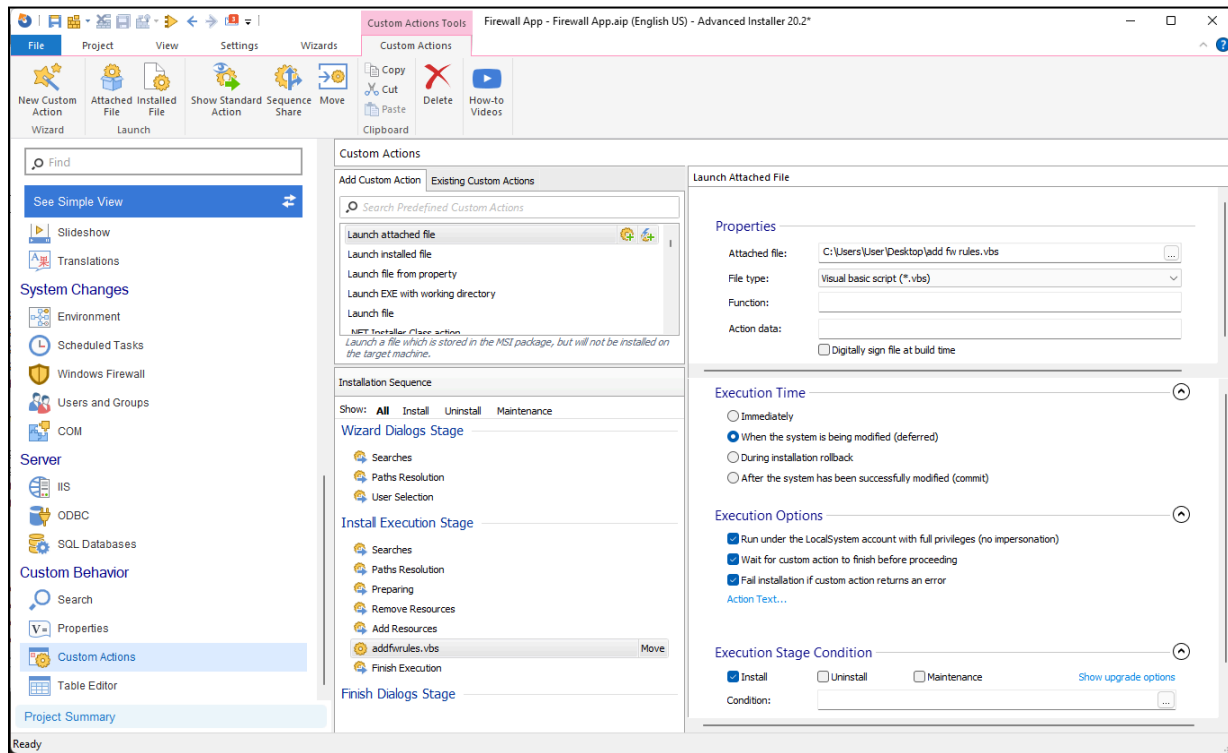 Custom Actions Tools
Firewall App - Firewall App.aip (English US) - Advanced Installer 20.2*
File
Project
View
Settings
Wizards
Custom Actions
New Custom
Action
Attached
File
Installed
File
Show Standard
Action
Sequence
Share
Move
Copy
Cut
Paste
Delete
How-to
Videos
Wizard
Launch
Clipboard
Find
See Simple View
Slideshow
Translations
System Changes
Environment
Scheduled Tasks
Windows Firewall
Users and Groups
COM
Server
IIS
ODBC
SQL Databases
Custom Behavior
Search
Properties
Custom Actions
Table Editor
Project Summary
Ready
Custom Actions
Add Custom Action
Existing Custom Actions
Search Predefined Custom Actions
Launch attached file
Launch installed file
Launch file from property
Launch EXE with working directory
Launch file
.NET Installer Class action
Launch a file which is stored in the MSI package, but will not be installed on
the target machine.
Installation Sequence
Show: All Install Uninstall Maintenance
Wizard Dialogs Stage
Searches
Paths Resolution
User Selection
Install Execution Stage
Searches
Paths Resolution
Preparing
Remove Resources
Add Resources
addfwrules.vbs Move
Finish Execution
Finish Dialogs Stage
Launch Attached File
Properties
Attached file: C:\Users\User\Desktop\add fw rules.vbs ...
File type: Visual basic script (*.vbs)
Function:
Action data:
Digitally sign file at build time
Execution Time
Immediately
When the system is being modified (deferred)
During installation rollback
After the system has been successfully modified (commit)
Execution Options
Run under the LocalSystem account with full privileges (no impersonation)
Wait for custom action to finish before proceeding
Fail installation if custom action returns an error
Action Text...
Execution Stage Condition
Install Uninstall Maintenance Show upgrade options
Condition: ...